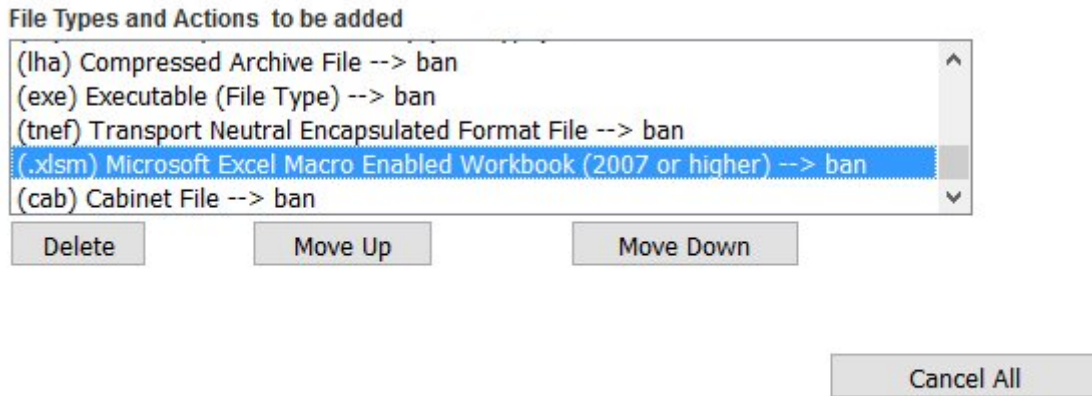 File Types and Actions to be added
(lha) Compressed Archive File --> ban
(exe) Executable (File Type) --> ban
(tnef) Transport Neutral Encapsulated Format File --> ban
(.xlsm) Microsoft Excel Macro Enabled Workbook (2007 or higher) --> ban
(cab) Cabinet File --> ban
Delete Move Up Move Down
Cancel All